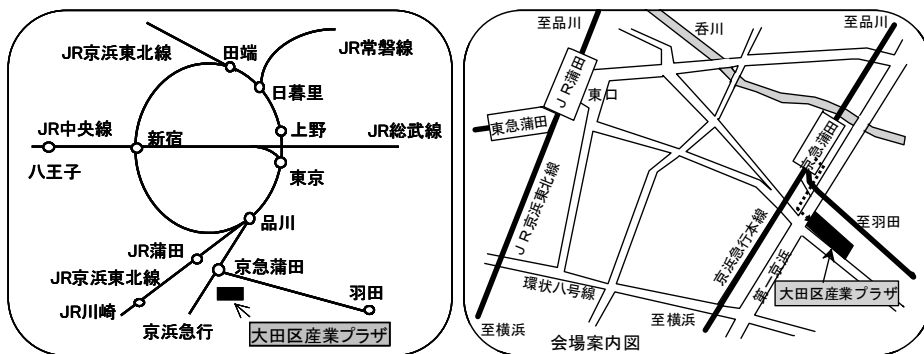 JR京浜東北線
田端
JR常磐線
日暮里
JR中央線
新宿
上野
JR総武線
八王子
東京
品川
JR蒲田
JR京浜東北線
京急蒲田
羽田
JR川崎
京浜急行
大田区産業プラザ
至品川
呑川
至品川
JR蒲田
東口
東急蒲田
京急蒲田
JR京浜東北線
至羽田
京浜急行本線
第一京浜
環状八号線
大田区産業プラザ
至横浜
至横浜
会場案内図